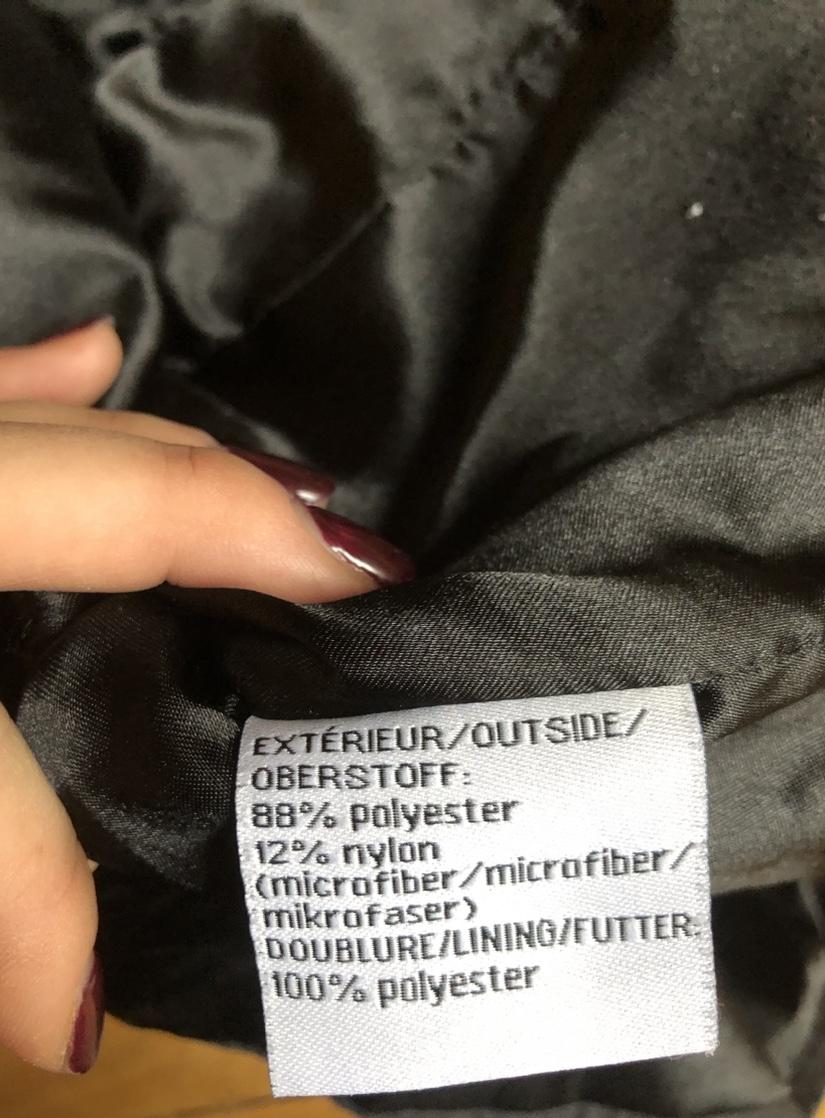 EXTÉRIEUR/OUTSIDE/
OBERSTOFF:
88% polyester
12% nylon
(microfiber/microfiber/
mikrofaser)
DOUBLURE/LINING/FUTTER:
100% polyester